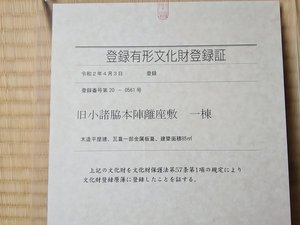 登録有形文化財登録証
令和2年4月3日 登録
登録番号第20－0561号
旧小諸脇本陣離座敷 一棟
木造平屋建、瓦葺一部金属板葺、建築面積85㎡
上記の文化財を文化財保護法第57条第1項の規定により
文化財登録原簿に登録したことを証する。